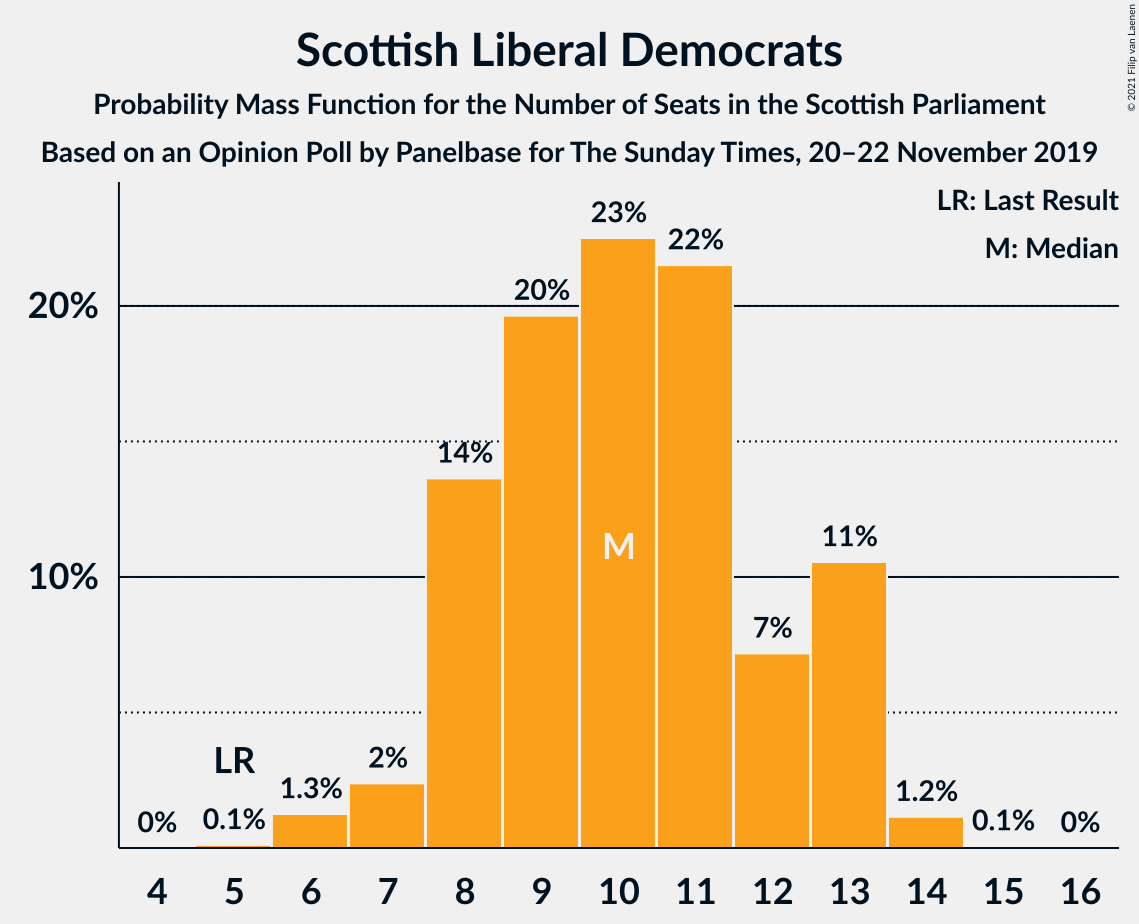 Scottish Liberal Democrats
Probability Mass Function for the Number of Seats in the Scottish Parliament
Based on an Opinion Poll by Panelbase for The Sunday Times, 20–22 November 2019
© 2021 Filip van Laenen
LR: Last Result
M: Median
23%
22%
20%
20%
14%
M
11%
10%
7%
LR
2%
1.3%
1.2%
0%
0.1%
0.1%
0%
4 5 6 7 8 9 10 11 12 13 14 15 16